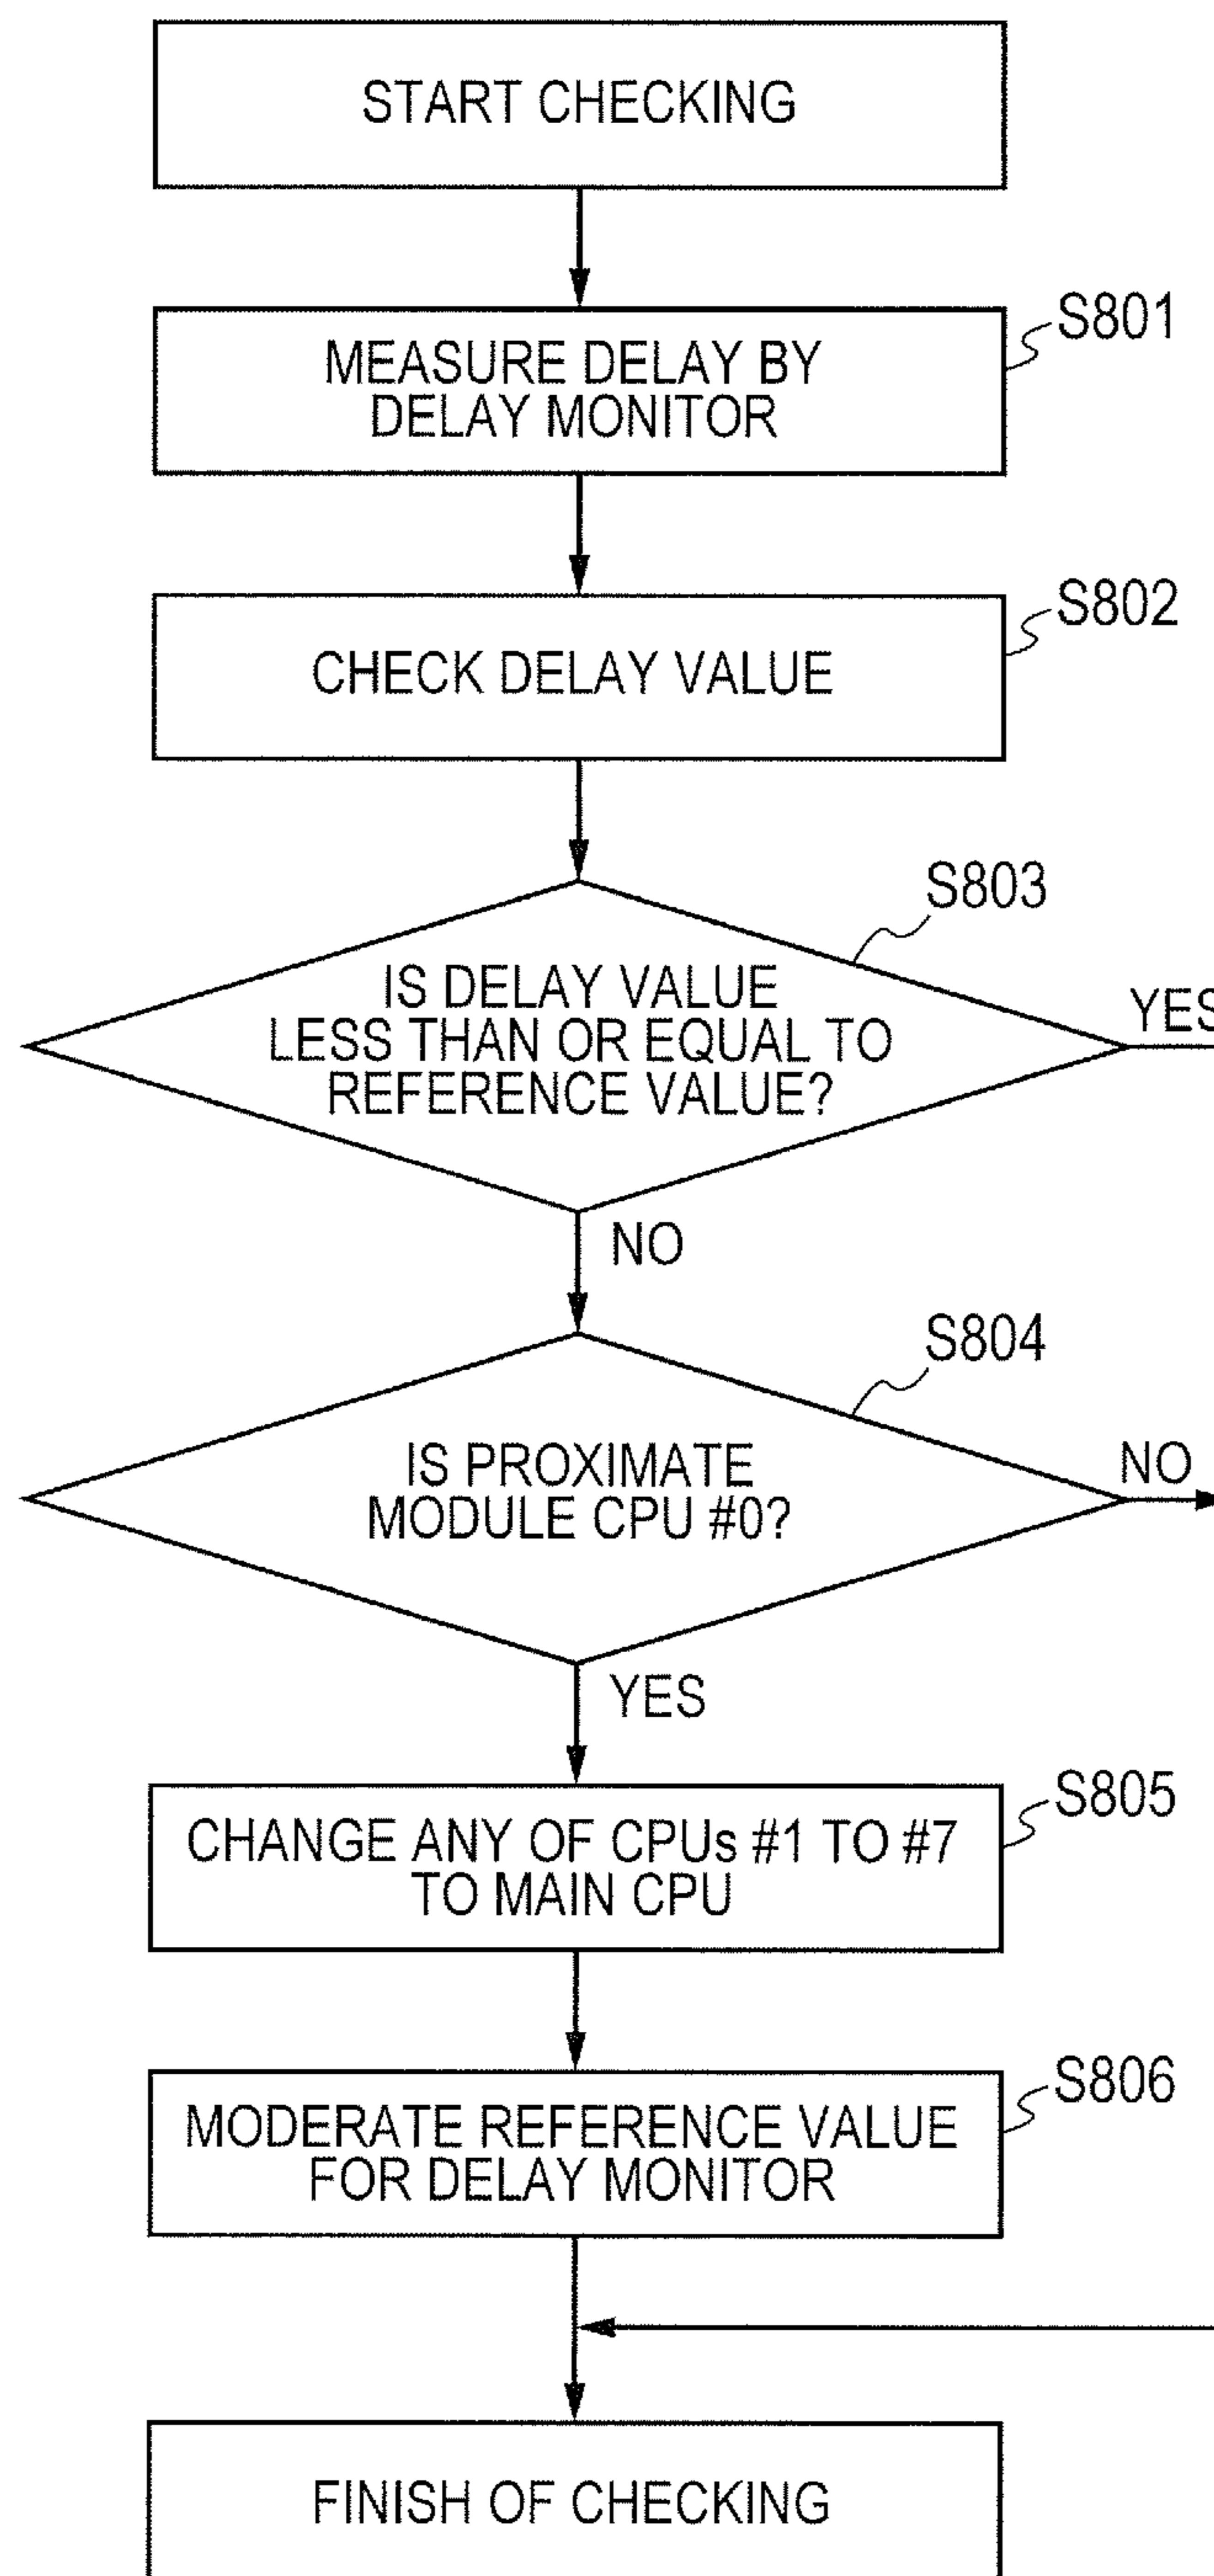 START CHECKING
S801
MEASURE DELAY BY
DELAY MONITOR
S802
CHECK DELAY VALUE
S803
IS DELAY VALUE
LESS THAN OR EQUAL TO
REFERENCE VALUE?
YES
NO
S804
IS PROXIMATE
MODULE CPU #0?
NO
YES
S805
CHANGE ANY OF CPUs #1 TO #7
TO MAIN CPU
S806
MODERATE REFERENCE VALUE
FOR DELAY MONITOR
FINISH OF CHECKING